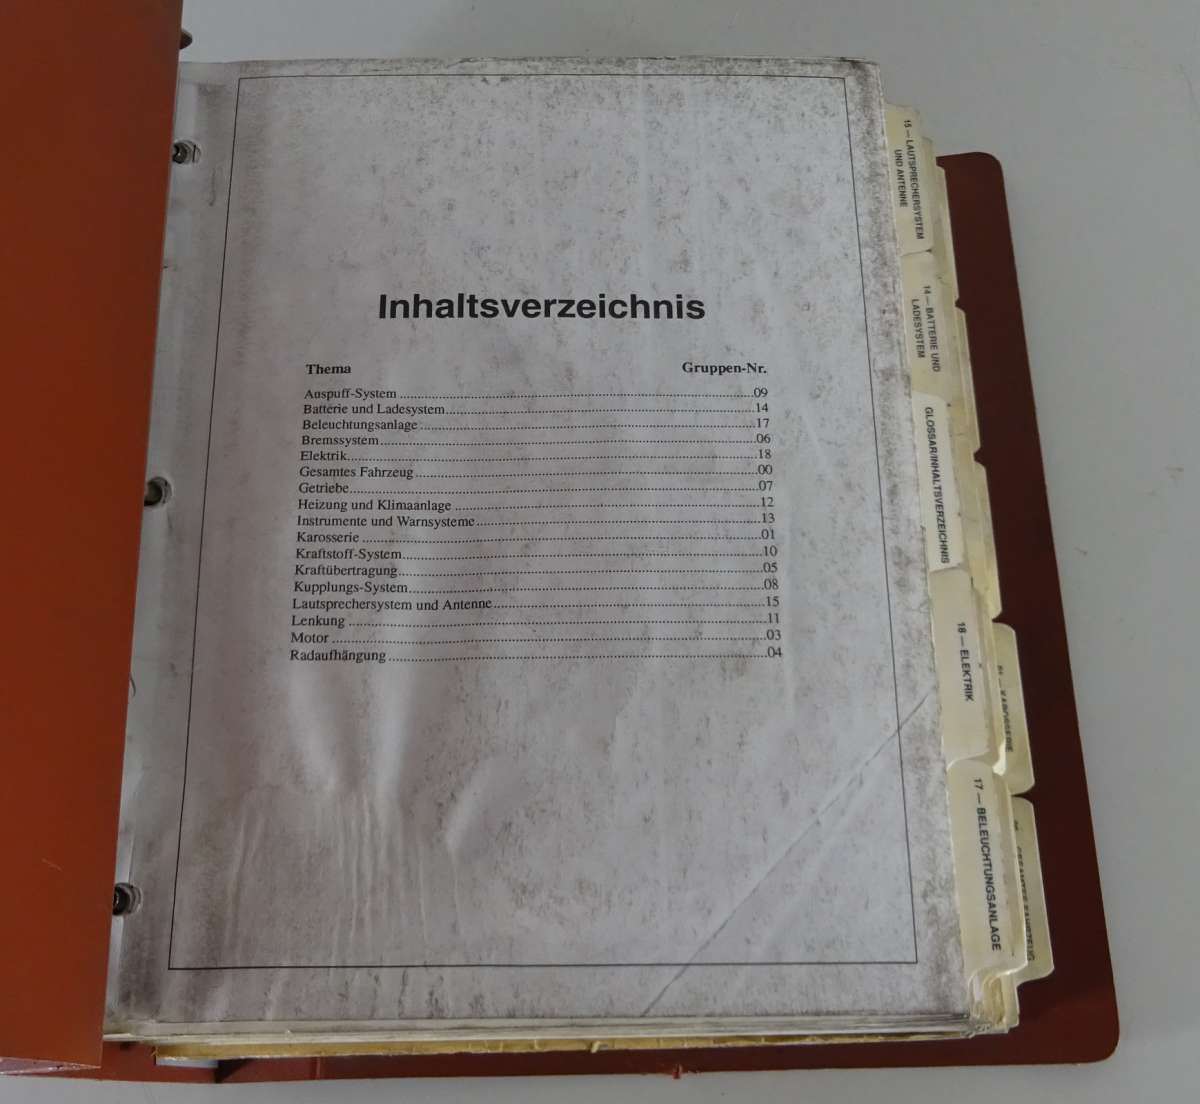 Inhaltsverzeichnis
Thema Gruppen-Nr.
Auspuff-System 09
Batterie und Ladesystem 14
Beleuchtungsanlage 17
Bremssystem 06
Elektrik 18
Gesamtes Fahrzeug 00
Getriebe 07
Heizung und Klimaanlage 12
Instrumente und Warnsysteme 13
Karosserie 01
Kraftstoff-System 10
Kraftübertragung 05
Kupplungs-System 08
Lautsprechersystem und Antenne 15
Lenkung 11
Motor 03
Radaufhängung 04
15 — LAUTSPRECHERSYSTEM
UND ANTENNE
14 — BATTERIE UND
LADESYSTEM
GLOSSAR/INHALTSVERZEICHNIS
18 — ELEKTRIK
17 — BELEUCHTUNGSANLAGE
KAROSSERIE